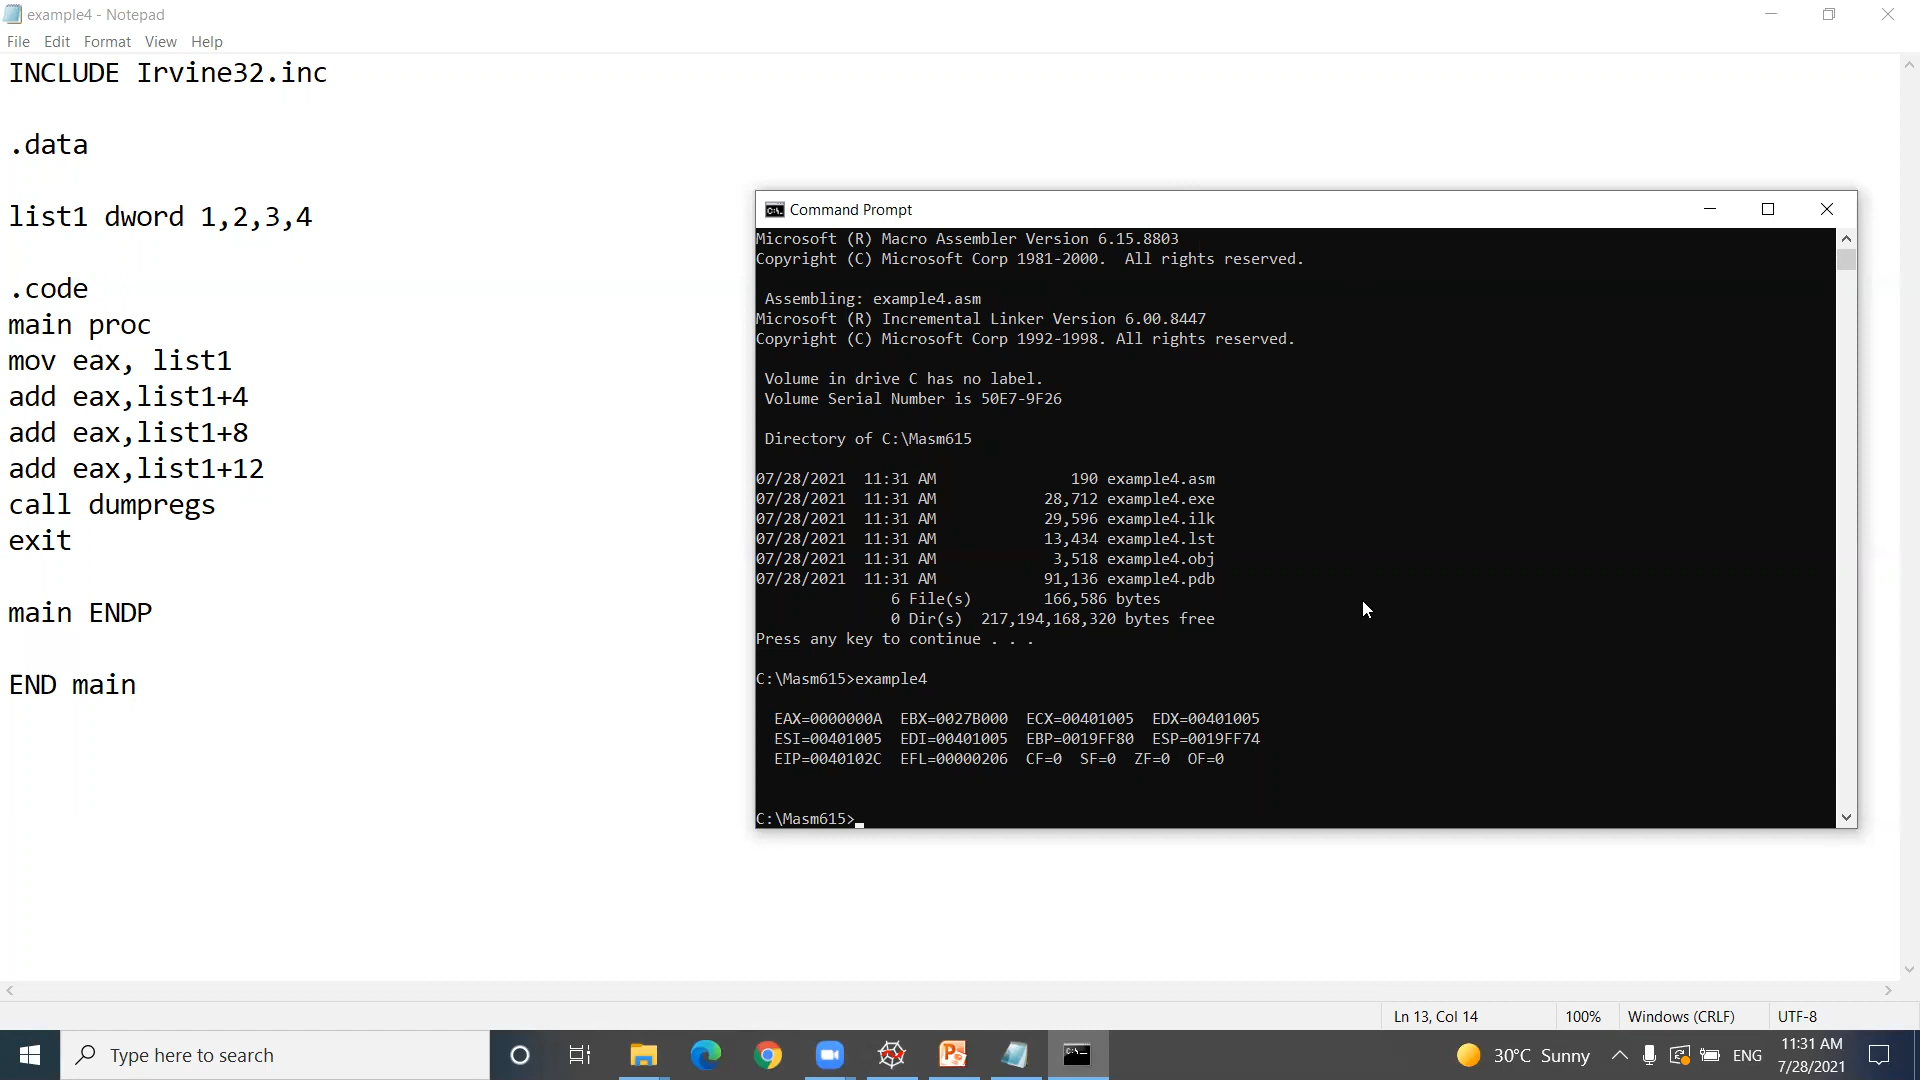 example4 - Notepad
File Edit Format View Help
INCLUDE Irvine32.inc
.data
list1 dword 1,2,3,4
.code
main proc
mov eax, list1
add eax,list1+4
add eax,list1+8
add eax,list1+12
call dumpregs
exit
main ENDP
END main
Command Prompt
Microsoft (R) Macro Assembler Version 6.15.8803
Copyright (C) Microsoft Corp 1981-2000.  All rights reserved.
Assembling: example4.asm
Microsoft (R) Incremental Linker Version 6.00.8447
Copyright (C) Microsoft Corp 1992-1998. All rights reserved.
Volume in drive C has no label.
Volume Serial Number is 50E7-9F26
Directory of C:\Masm615
07/28/2021  11:31 AM               190 example4.asm
07/28/2021  11:31 AM            28,712 example4.exe
07/28/2021  11:31 AM            29,596 example4.ilk
07/28/2021  11:31 AM            13,434 example4.lst
07/28/2021  11:31 AM             3,518 example4.obj
07/28/2021  11:31 AM            91,136 example4.pdb
6 File(s)        166,586 bytes
0 Dir(s)  217,194,168,320 bytes free
Press any key to continue . . .
C:\Masm615>example4
EAX=0000000A  EBX=0027B000  ECX=00401005  EDX=00401005
ESI=00401005  EDI=00401005  EBP=0019FF80  ESP=0019FF74
EIP=0040102C  EFL=00000206  CF=0  SF=0  ZF=0  OF=0
C:\Masm615>
Ln 13, Col 14 100% Windows (CRLF) UTF-8
Type here to search
30°C Sunny ENG
11:31 AM
7/28/2021